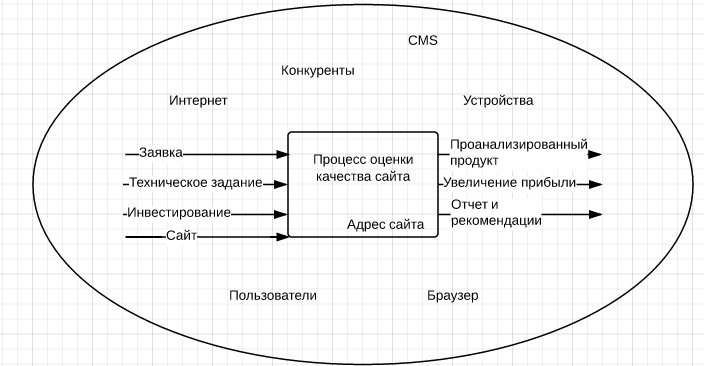 CMS
Конкуренты
Интернет
Устройства
Заявка
Техническое задание
Инвестирование
Сайт
Процесс оценки
качества сайта
Адрес сайта
Проанализированный
продукт
Увеличение прибыли
Отчет и
рекомендации
Пользователи
Браузер